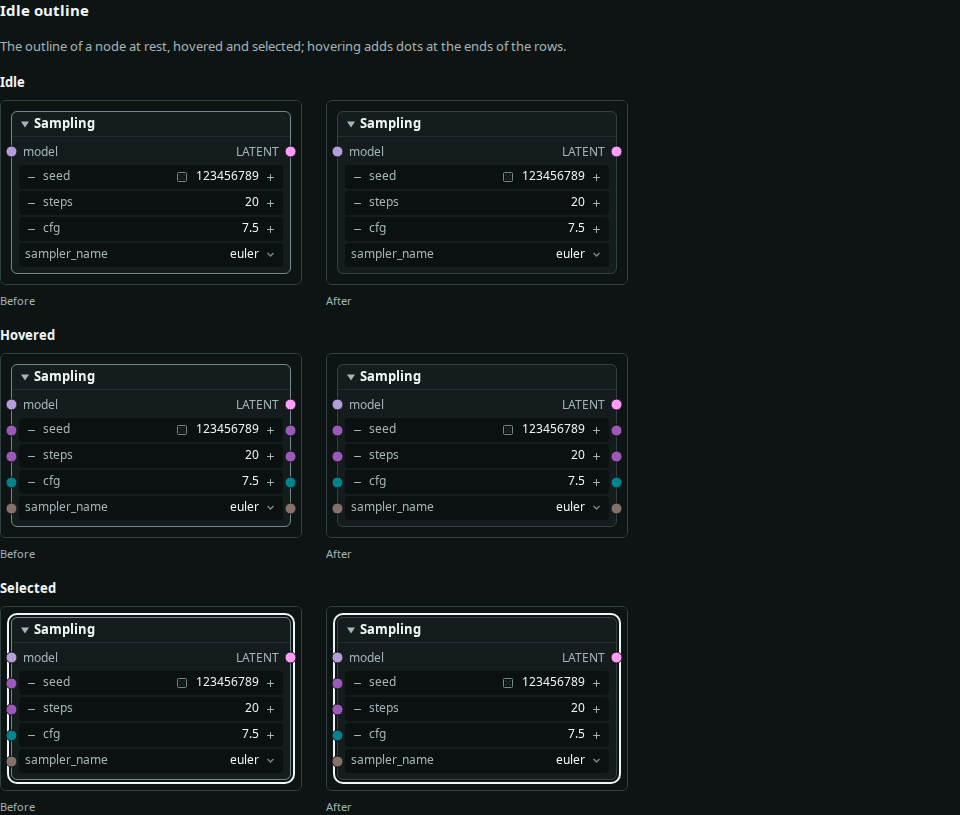 Idle outline
The outline of a node at rest, hovered and selected; hovering adds dots at the ends of the rows.
Idle
Sampling
model LATENT
− seed 123456789 +
− steps 20 +
− cfg 7.5 +
sampler_name euler
Before
Sampling
model LATENT
− seed 123456789 +
− steps 20 +
− cfg 7.5 +
sampler_name euler
After
Hovered
Sampling
model LATENT
− seed 123456789 +
− steps 20 +
− cfg 7.5 +
sampler_name euler
Before
Sampling
model LATENT
− seed 123456789 +
− steps 20 +
− cfg 7.5 +
sampler_name euler
After
Selected
Sampling
model LATENT
− seed 123456789 +
− steps 20 +
− cfg 7.5 +
sampler_name euler
Before
Sampling
model LATENT
− seed 123456789 +
− steps 20 +
− cfg 7.5 +
sampler_name euler
After